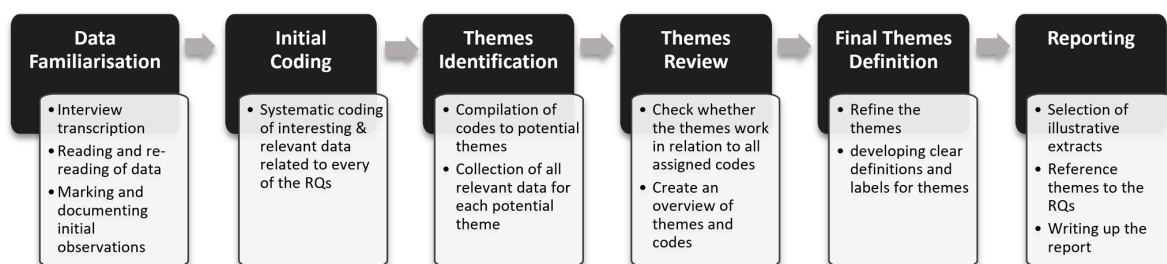 Data
Familiarisation
• Interview
transcription
• Reading and re-
reading of data
• Marking and
documenting
initial
observations
Initial
Coding
• Systematic coding
of interesting &
relevant data
related to every
of the RQs
Themes
Identification
• Compilation of
codes to potential
themes
• Collection of all
relevant data for
each potential
theme
Themes
Review
• Check whether
the themes work
in relation to all
assigned codes
• Create an
overview of
themes and
codes
Final Themes
Definition
• Refine the
themes
• developing clear
definitions and
labels for themes
Reporting
• Selection of
illustrative
extracts
• Reference
themes to the
RQs
• Writing up the
report